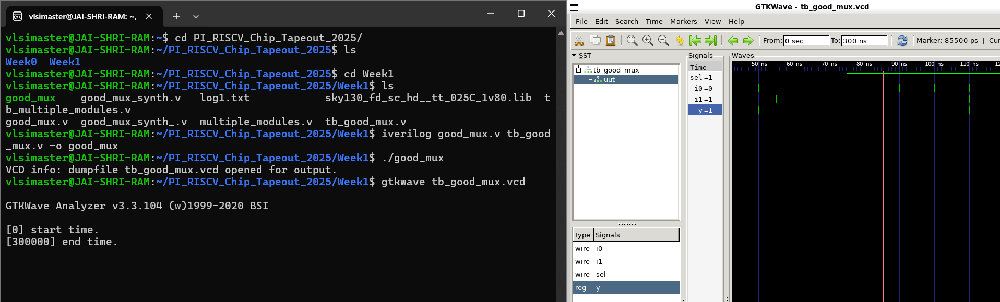 vlsimaster@JAI-SHRI-RAM: ~/
vlsimaster@JAI-SHRI-RAM:~$ cd PI_RISCV_Chip_Tapeout_2025/
vlsimaster@JAI-SHRI-RAM:~/PI_RISCV_Chip_Tapeout_2025$ ls
Week0  Week1
vlsimaster@JAI-SHRI-RAM:~/PI_RISCV_Chip_Tapeout_2025$ cd Week1
vlsimaster@JAI-SHRI-RAM:~/PI_RISCV_Chip_Tapeout_2025/Week1$ ls
good_mux    good_mux_synth.v   log1.txt            sky130_fd_sc_hd__tt_025C_1v80.lib  t
b_multiple_modules.v
good_mux.v  good_mux_synth_.v  multiple_modules.v  tb_good_mux.v
vlsimaster@JAI-SHRI-RAM:~/PI_RISCV_Chip_Tapeout_2025/Week1$ iverilog good_mux.v tb_good
_mux.v -o good_mux
vlsimaster@JAI-SHRI-RAM:~/PI_RISCV_Chip_Tapeout_2025/Week1$ ./good_mux
VCD info: dumpfile tb_good_mux.vcd opened for output.
vlsimaster@JAI-SHRI-RAM:~/PI_RISCV_Chip_Tapeout_2025/Week1$ gtkwave tb_good_mux.vcd
GTKWave Analyzer v3.3.104 (w)1999-2020 BSI
[0] start time.
[300000] end time.
GTKWave - tb_good_mux.vcd
File Edit Search Time Markers View Help
From: 0 sec To: 300 ns Marker: 85500 ps | Cur
SST
tb_good_mux
uut
Type Signals
wire i0
wire i1
wire sel
reg y
Signals
Time
sel =1
i0 =0
i1 =1
y =1
Waves
50 ns 60 ns 70 ns 80 ns 90 ns 100 ns 110 ns 12